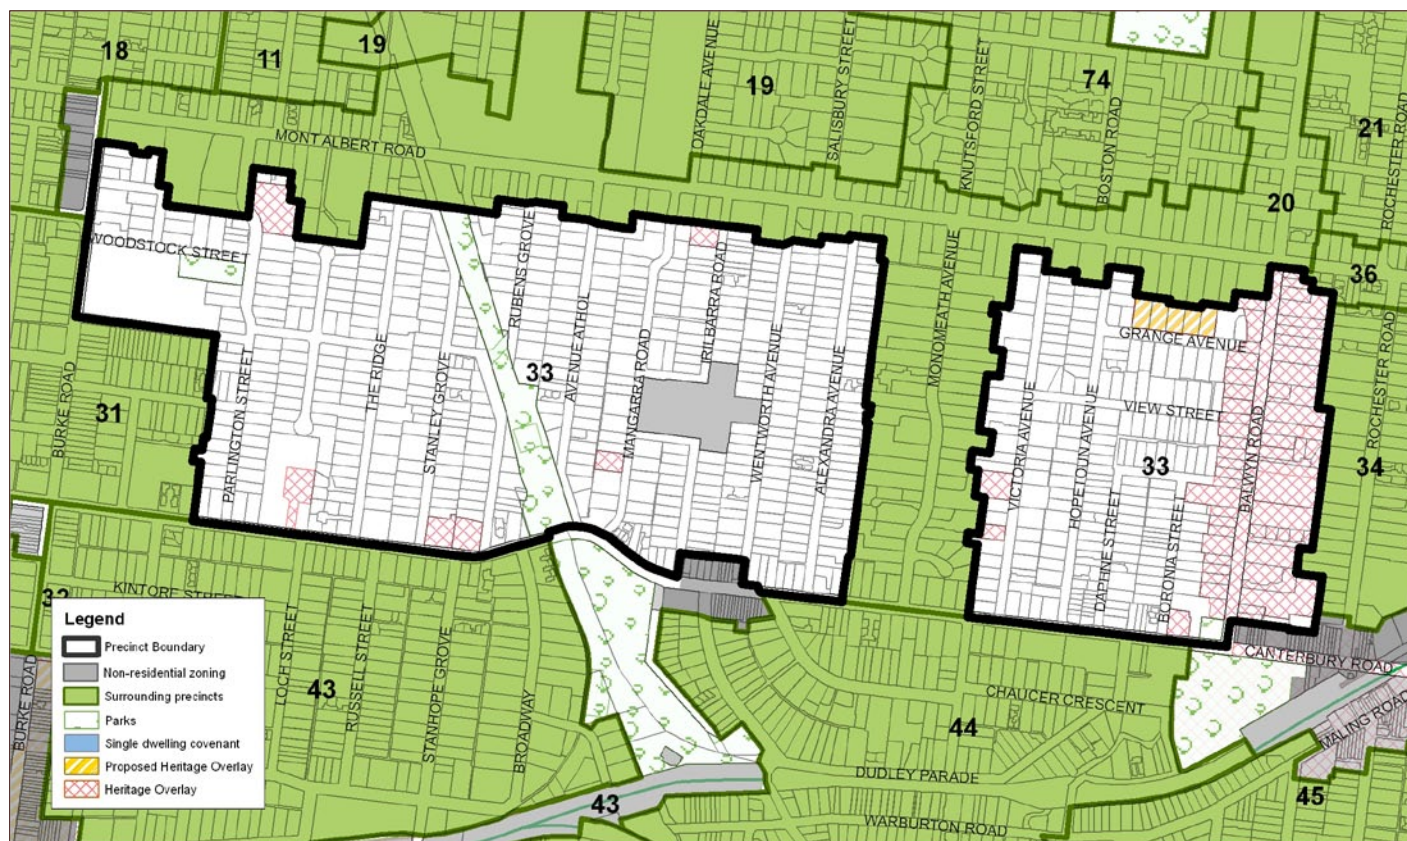 18
11
19
OAKDALE AVENUE
19
SALISBURY STREET
KNUTSFORD STREET
74
BOSTON ROAD
21
ROCHESTER ROAD
MONT ALBERT ROAD
20
36
WOODSTOCK STREET
RUBENS GROVE
AVENUE ATHOL
MANGARRA ROAD
IRILBARRA ROAD
WENTWORTH AVENUE
ALEXANDRA AVENUE
MONOMEATH AVENUE
GRANGE AVENUE
VIEW STREET
VICTORIA AVENUE
HOPETOUN AVENUE
DAPHNE STREET
33
BORONIA STREET
BALWYN ROAD
ROCHESTER ROAD
34
BURKE ROAD
31
PARLINGTON STREET
THE RIDGE
STANLEY GROVE
33
KINTORE STREET
32
LOCH STREET
43
RUSSELL STREET
STANHOPE GROVE
BROADWAY
BURKE ROAD
43
CHAUCER CRESCENT
44
DUDLEY PARADE
WARBURTON ROAD
CANTERBURY ROAD
MALING ROAD
45
Legend
Precinct Boundary
Non-residential zoning
Surrounding precincts
Parks
Single dwelling covenant
Proposed Heritage Overlay
Heritage Overlay